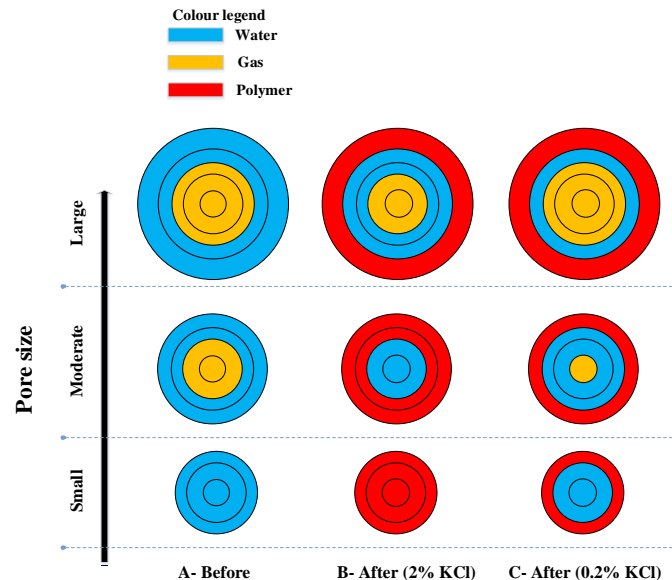 Colour legend
Water
Gas
Polymer
Large
Moderate
Small
Pore size
A- Before
B- After (2% KCl)
C- After (0.2% KCl)